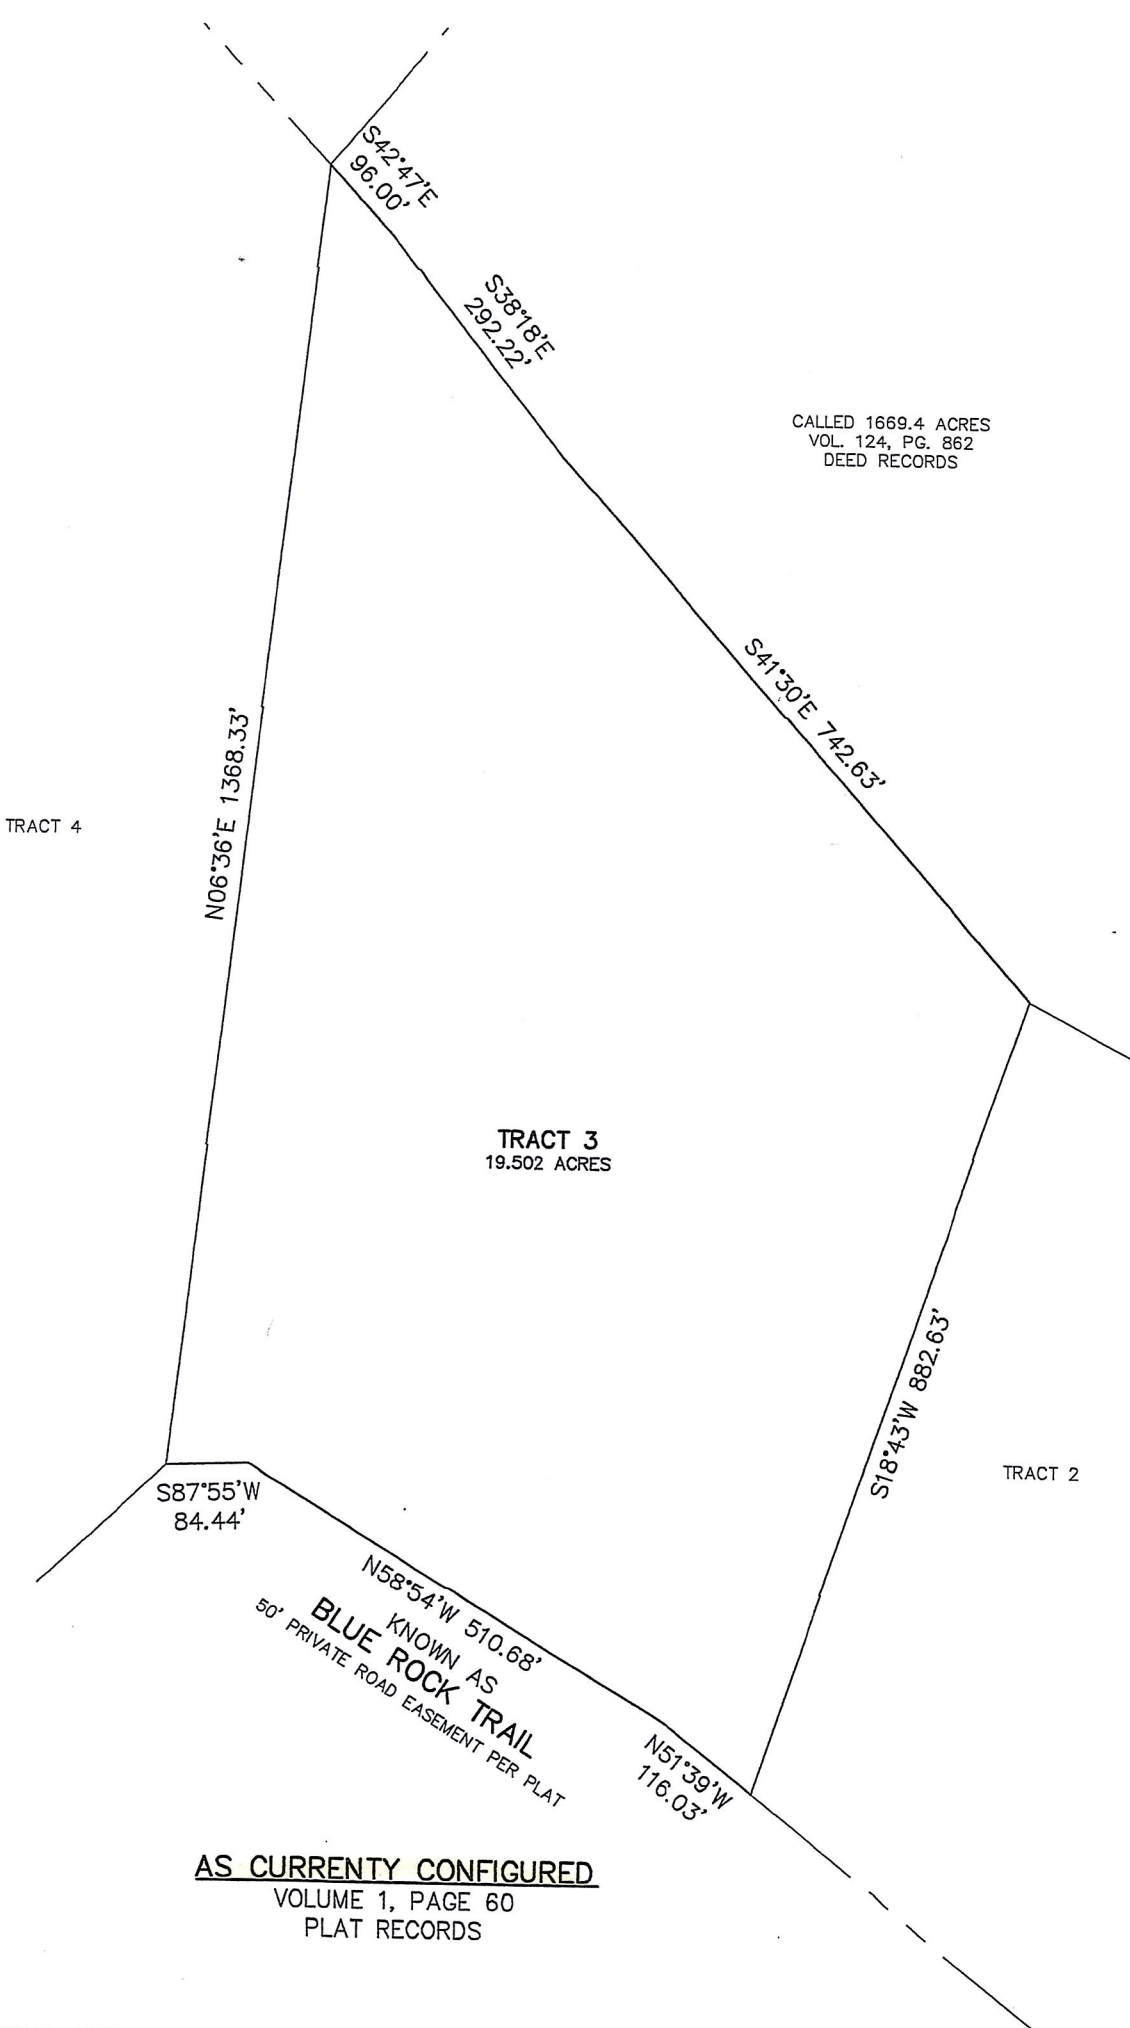 S42°47'E
96.00'
S38°18'E
292.22'
CALLED 1669.4 ACRES
VOL. 124, PG. 862
DEED RECORDS
S41°30'E 742.63'
N06°36'E 1368.33'
TRACT 4
TRACT 3
19.502 ACRES
S18°43'W 882.63'
TRACT 2
S87°55'W
84.44'
N58°54'W 510.68'
KNOWN AS
BLUE ROCK TRAIL
50' PRIVATE ROAD EASEMENT PER PLAT
N51°39'W
116.03'
AS CURRENTY CONFIGURED
VOLUME 1, PAGE 60
PLAT RECORDS